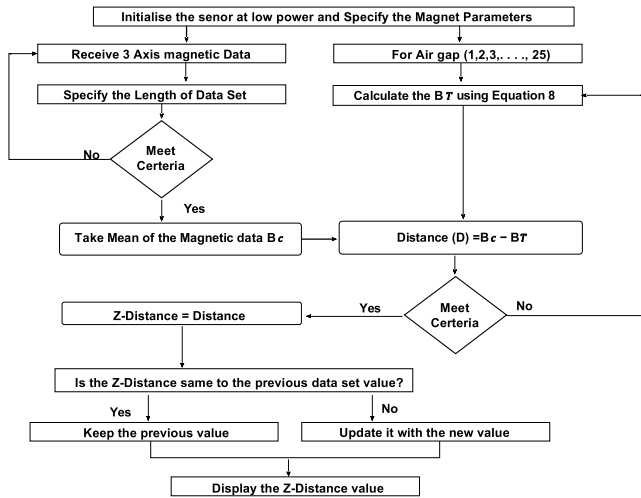 Initialise the senor at low power and Specify the Magnet Parameters
Receive 3 Axis magnetic Data
For Air gap (1,2,3,. . . ., 25)
Specify the Length of Data Set
Calculate the BT using Equation 8
Meet
Certeria
No
Yes
Take Mean of the Magnetic data Bc
Distance (D) =Bc − BT
Meet
Certeria
Yes
No
Z-Distance = Distance
Is the Z-Distance same to the previous data set value?
Yes
No
Keep the previous value
Update it with the new value
Display the Z-Distance value